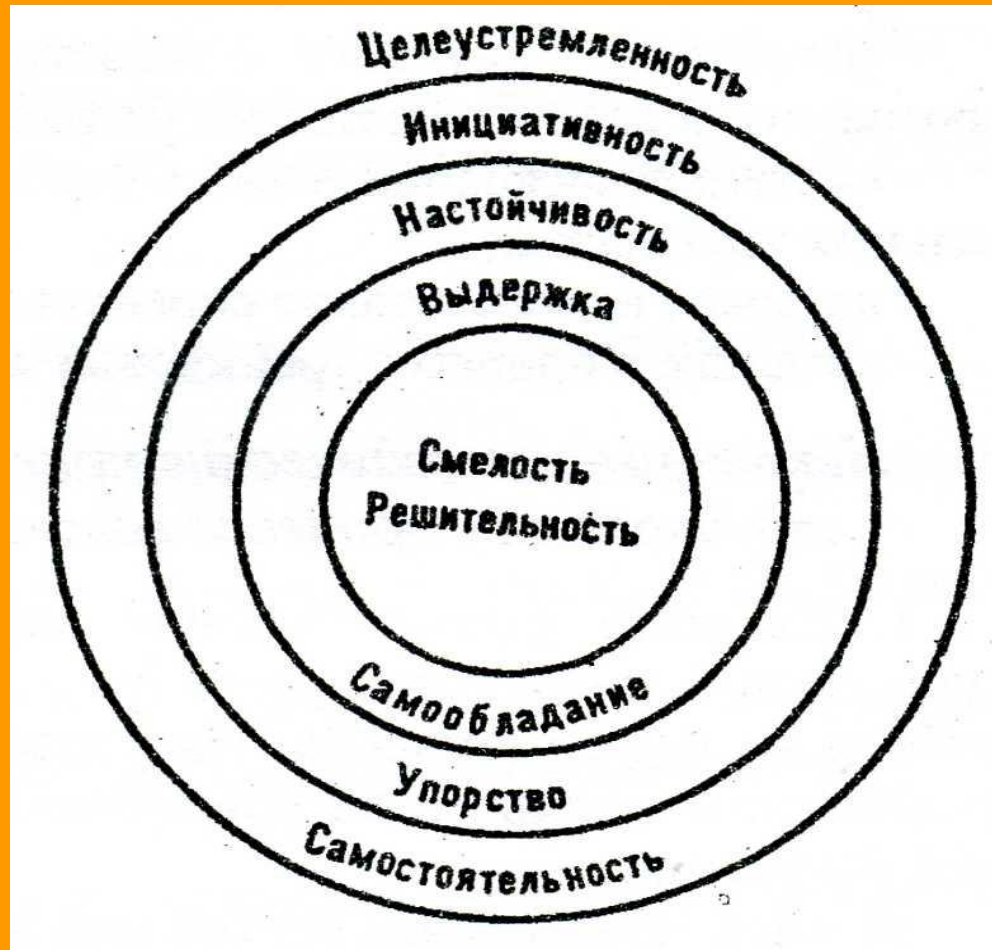 Целеустремленность
Инициативность
Настойчивость
Выдержка
Смелость
Решительность
Самообладание
Упорство
Самостоятельность